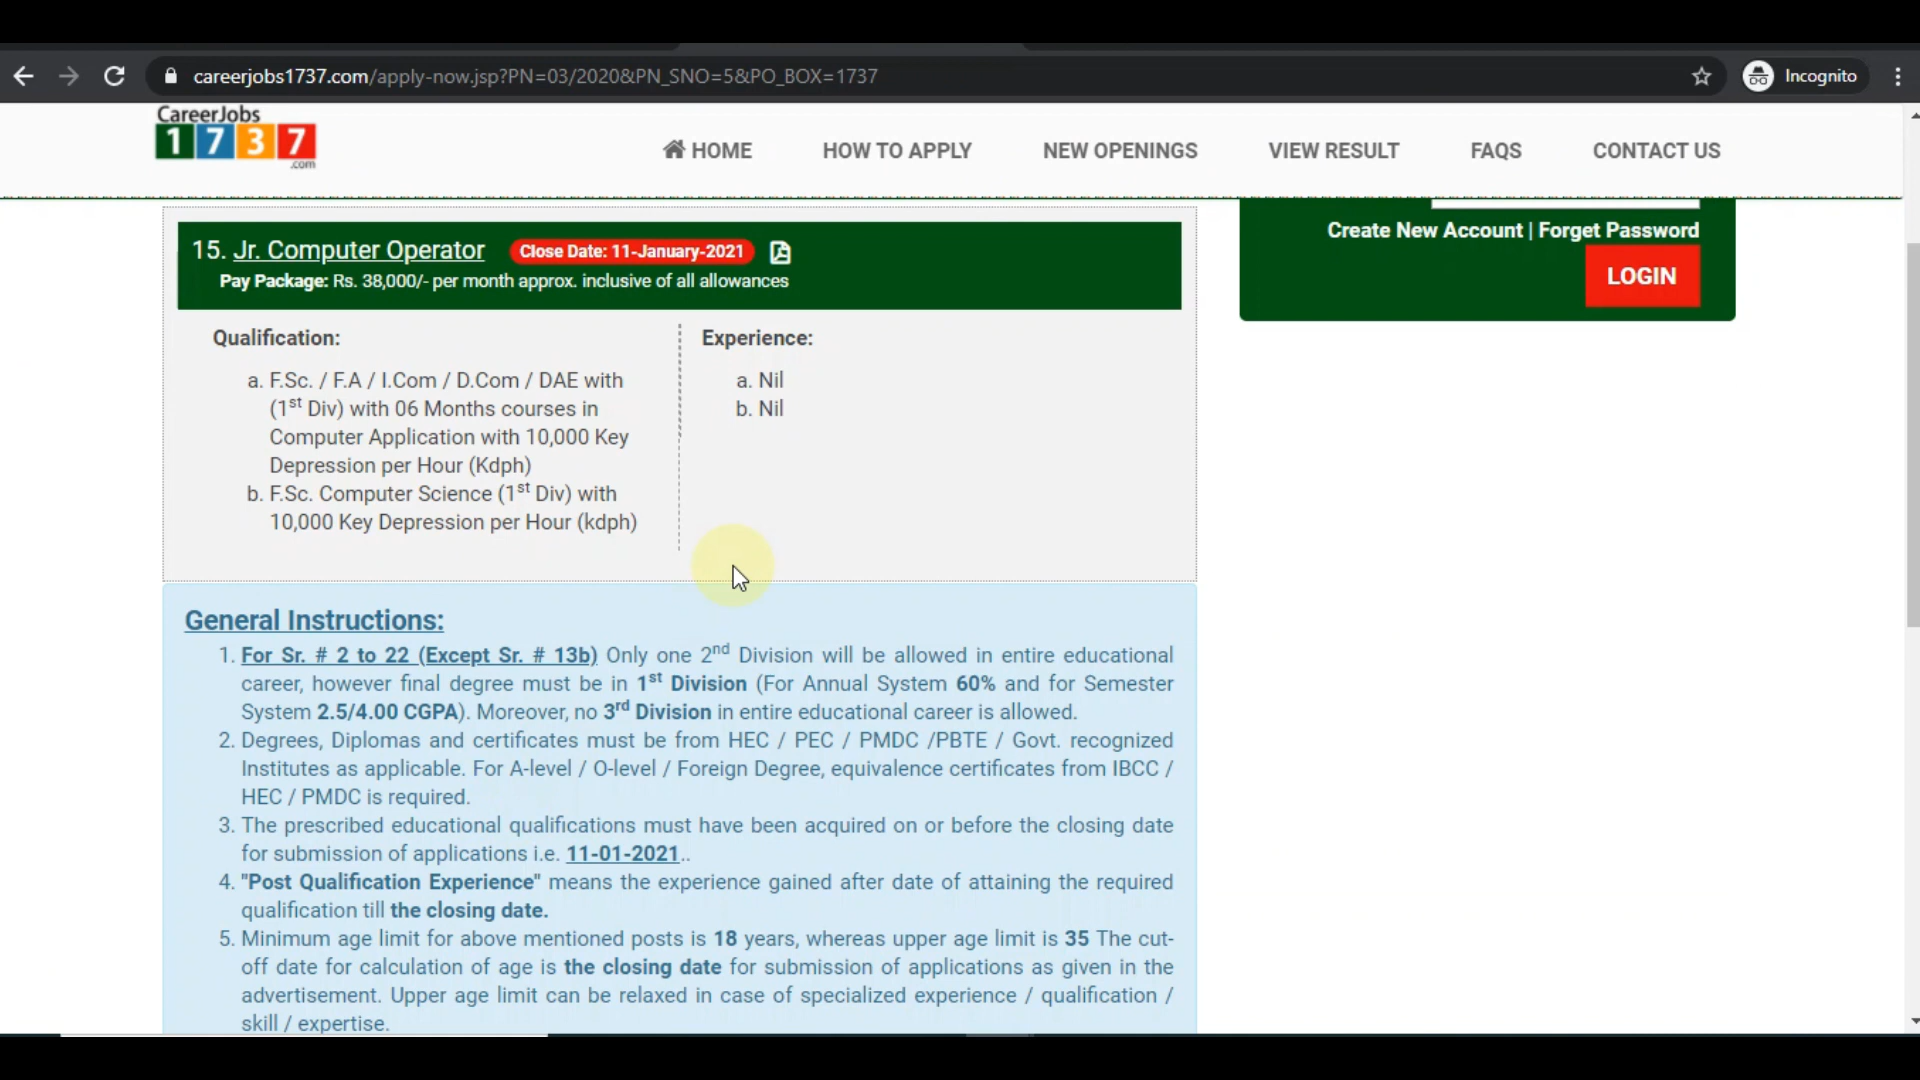 careerjobs1737.com/apply-now.jsp?PN=03/2020&PN_SNO=5&PO_BOX=1737
Incognito
CareerJobs
1737
.com
HOME
HOW TO APPLY
NEW OPENINGS
VIEW RESULT
FAQS
CONTACT US
Create New Account | Forget Password
LOGIN
15. Jr. Computer Operator Close Date: 11-January-2021
Pay Package: Rs. 38,000/- per month approx. inclusive of all allowances
Qualification:
a. F.Sc. / F.A / I.Com / D.Com / DAE with
(1st Div) with 06 Months courses in
Computer Application with 10,000 Key
Depression per Hour (Kdph)
b. F.Sc. Computer Science (1st Div) with
10,000 Key Depression per Hour (kdph)
Experience:
a. Nil
b. Nil
General Instructions:
1. For Sr. # 2 to 22 (Except Sr. # 13b) Only one 2nd Division will be allowed in entire educational
career, however final degree must be in 1st Division (For Annual System 60% and for Semester
System 2.5/4.00 CGPA). Moreover, no 3rd Division in entire educational career is allowed.
2. Degrees, Diplomas and certificates must be from HEC / PEC / PMDC /PBTE / Govt. recognized
Institutes as applicable. For A-level / O-level / Foreign Degree, equivalence certificates from IBCC /
HEC / PMDC is required.
3. The prescribed educational qualifications must have been acquired on or before the closing date
for submission of applications i.e. 11-01-2021..
4. "Post Qualification Experience" means the experience gained after date of attaining the required
qualification till the closing date.
5. Minimum age limit for above mentioned posts is 18 years, whereas upper age limit is 35 The cut-
off date for calculation of age is the closing date for submission of applications as given in the
advertisement. Upper age limit can be relaxed in case of specialized experience / qualification /
skill / expertise.